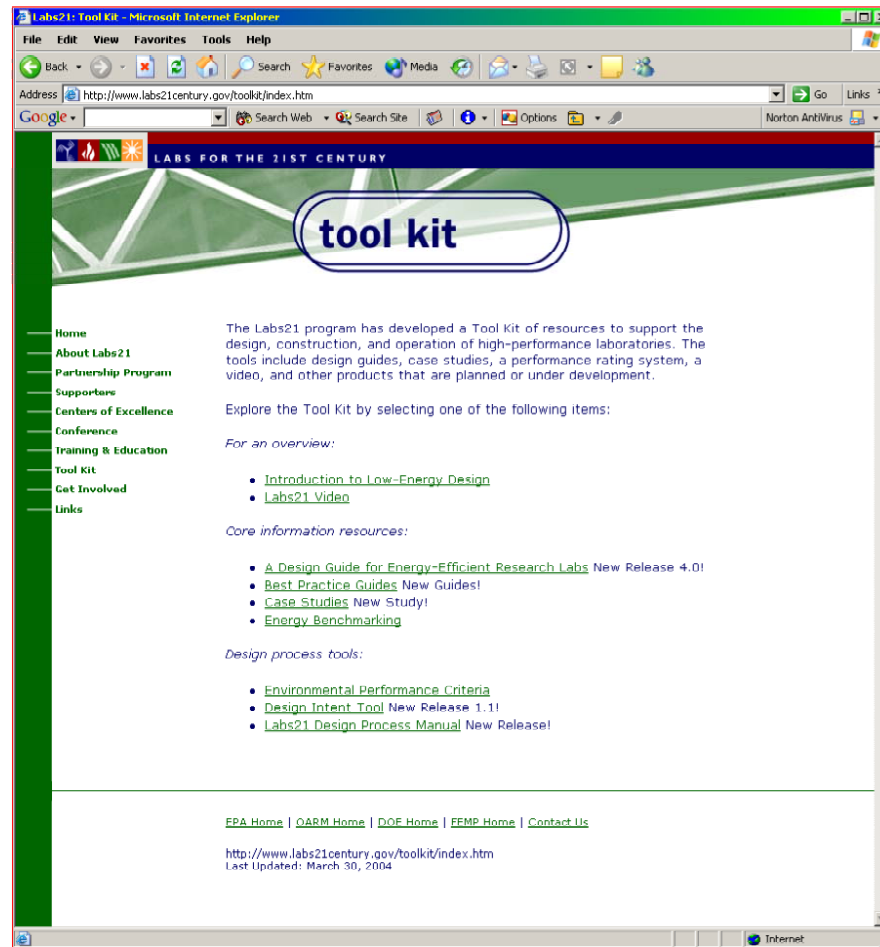 Labs21: Tool Kit - Microsoft Internet Explorer
File Edit View Favorites Tools Help
Back Search Favorites Media
Address http://www.labs21century.gov/toolkit/index.htm Go Links
Google Search Web Search Site Options Norton AntiVirus
LABS FOR THE 21ST CENTURY
tool kit
Home
About Labs21
Partnership Program
Supporters
Centers of Excellence
Conference
Training & Education
Tool Kit
Get Involved
Links
The Labs21 program has developed a Tool Kit of resources to support the
design, construction, and operation of high-performance laboratories. The
tools include design guides, case studies, a performance rating system, a
video, and other products that are planned or under development.
Explore the Tool Kit by selecting one of the following items:
For an overview:
Introduction to Low-Energy Design
Labs21 Video
Core information resources:
A Design Guide for Energy-Efficient Research Labs New Release 4.0!
Best Practice Guides New Guides!
Case Studies New Study!
Energy Benchmarking
Design process tools:
Environmental Performance Criteria
Design Intent Tool New Release 1.1!
Labs21 Design Process Manual New Release!
EPA Home | OARM Home | DOE Home | FEMP Home | Contact Us
http://www.labs21century.gov/toolkit/index.htm
Last Updated: March 30, 2004
Internet